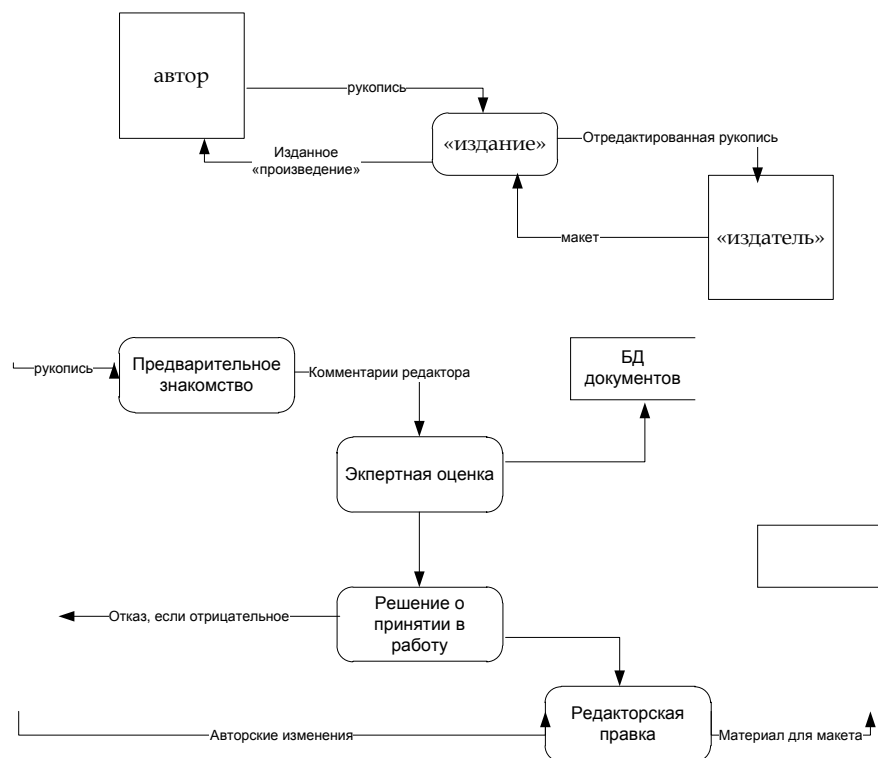 автор
рукопись
«издание»
Отредактированная рукопись
Изданное
«произведение»
макет
«издатель»
рукопись
Предварительное
знакомство
Комментарии редактора
БД
документов
Экпертная оценка
Отказ, если отрицательное
Решение о
принятии в
работу
Авторские изменения
Редакторская
правка
Материал для макета